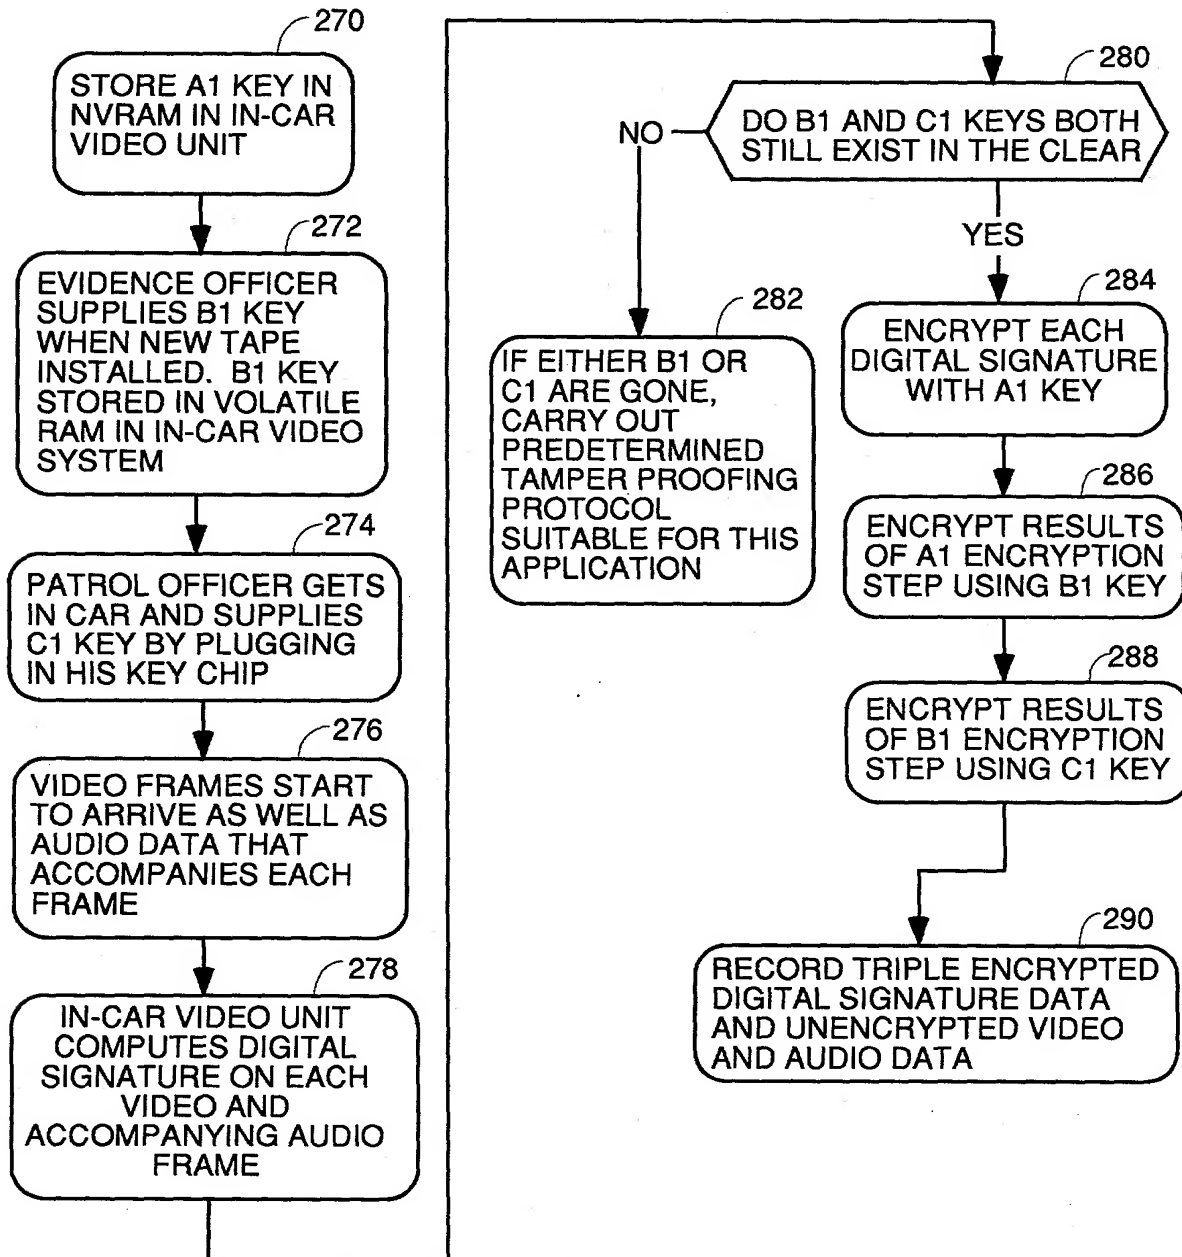 270
STORE A1 KEY IN
NVRAM IN IN-CAR
VIDEO UNIT
272
EVIDENCE OFFICER
SUPPLIES B1 KEY
WHEN NEW TAPE
INSTALLED. B1 KEY
STORED IN VOLATILE
RAM IN IN-CAR VIDEO
SYSTEM
274
PATROL OFFICER GETS
IN CAR AND SUPPLIES
C1 KEY BY PLUGGING
IN HIS KEY CHIP
276
VIDEO FRAMES START
TO ARRIVE AS WELL AS
AUDIO DATA THAT
ACCOMPANIES EACH
FRAME
278
IN-CAR VIDEO UNIT
COMPUTES DIGITAL
SIGNATURE ON EACH
VIDEO AND
ACCOMPANYING AUDIO
FRAME
280
DO B1 AND C1 KEYS BOTH
STILL EXIST IN THE CLEAR
NO
YES
282
IF EITHER B1 OR
C1 ARE GONE,
CARRY OUT
PREDETERMINED
TAMPER PROOFING
PROTOCOL
SUITABLE FOR THIS
APPLICATION
284
ENCRYPT EACH
DIGITAL SIGNATURE
WITH A1 KEY
286
ENCRYPT RESULTS
OF A1 ENCRYPTION
STEP USING B1 KEY
288
ENCRYPT RESULTS
OF B1 ENCRYPTION
STEP USING C1 KEY
290
RECORD TRIPLE ENCRYPTED
DIGITAL SIGNATURE DATA
AND UNENCRYPTED VIDEO
AND AUDIO DATA